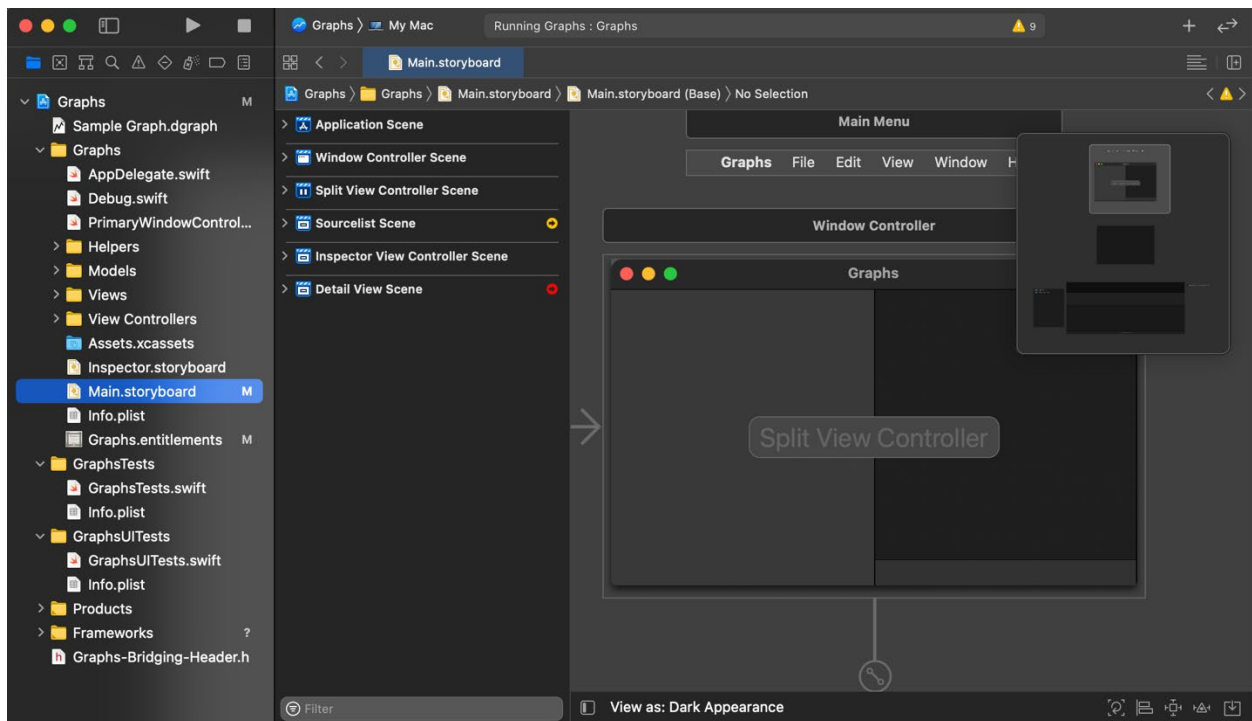 Graphs 〉 My Mac
Running Graphs : Graphs
9
Main.storyboard
Graphs 〉 Graphs 〉 Main.storyboard 〉 Main.storyboard (Base) 〉 No Selection
Graphs M
Sample Graph.dgraph
Graphs
AppDelegate.swift
Debug.swift
PrimaryWindowControl...
Helpers
Models
Views
View Controllers
Assets.xcassets
Inspector.storyboard
Main.storyboard M
Info.plist
Graphs.entitlements M
GraphsTests
GraphsTests.swift
Info.plist
GraphsUITests
GraphsUITests.swift
Info.plist
Products
Frameworks ?
h Graphs-Bridging-Header.h
Application Scene
Window Controller Scene
Split View Controller Scene
Sourcelist Scene
Inspector View Controller Scene
Detail View Scene
Filter
Main Menu
Graphs File Edit View Window H
Window Controller
Graphs
Split View Controller
View as: Dark Appearance